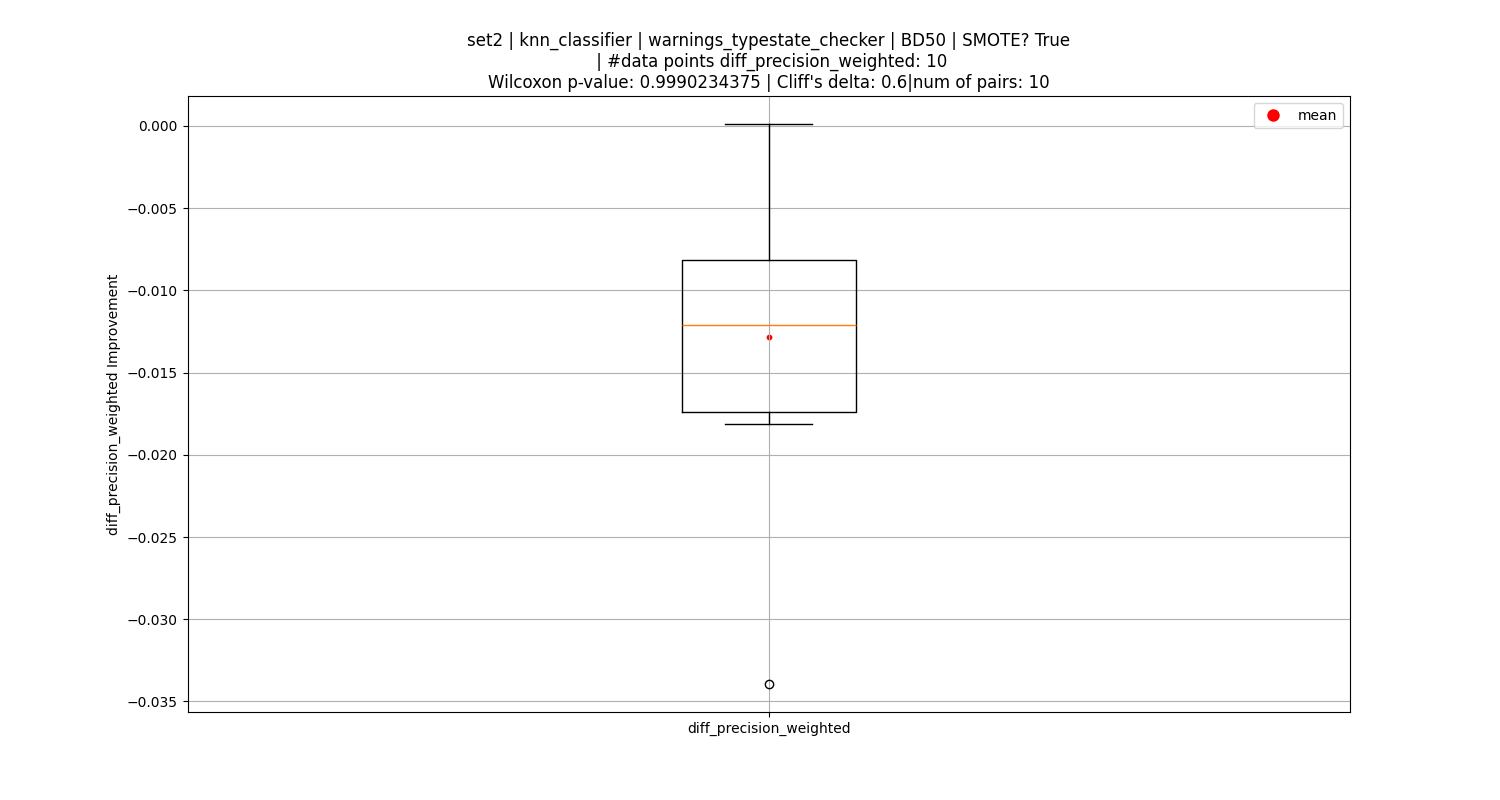 set2 | knn_classifier | warnings_typestate_checker | BD50 | SMOTE? True
| #data points diff_precision_weighted: 10
Wilcoxon p-value: 0.9990234375 | Cliff's delta: 0.6|num of pairs: 10
mean
0.000
−0.005
−0.010
−0.015
−0.020
−0.025
−0.030
−0.035
diff_precision_weighted Improvement
diff_precision_weighted